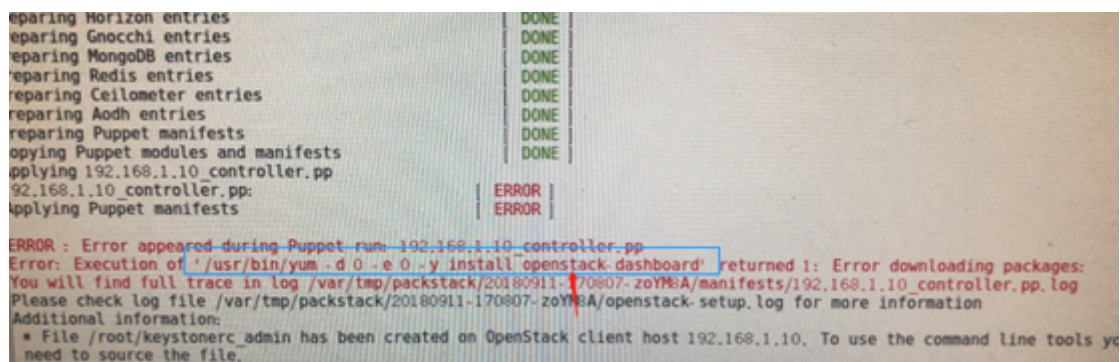 eparing Horizon entries [ DONE ]
eparing Gnocchi entries [ DONE ]
reparing MongoDB entries [ DONE ]
reparing Redis entries [ DONE ]
reparing Ceilometer entries [ DONE ]
reparing Aodh entries [ DONE ]
reparing Puppet manifests [ DONE ]
opying Puppet modules and manifests [ DONE ]
pplying 192.168.1.10_controller.pp
92.168.1.10_controller.pp: [ ERROR ]
Applying Puppet manifests [ ERROR ]
ERROR : Error appeared during Puppet run: 192.168.1.10_controller.pp
Error: Execution of '/usr/bin/yum -d 0 -e 0 -y install openstack-dashboard' returned 1: Error downloading packages:
You will find full trace in log /var/tmp/packstack/20180911-170807-zoYM8A/manifests/192.168.1.10_controller.pp.log
Please check log file /var/tmp/packstack/20180911-170807-zoYM8A/openstack-setup.log for more information
Additional information:
* File /root/keystonerc_admin has been created on OpenStack client host 192.168.1.10. To use the command line tools y
need to source the file.